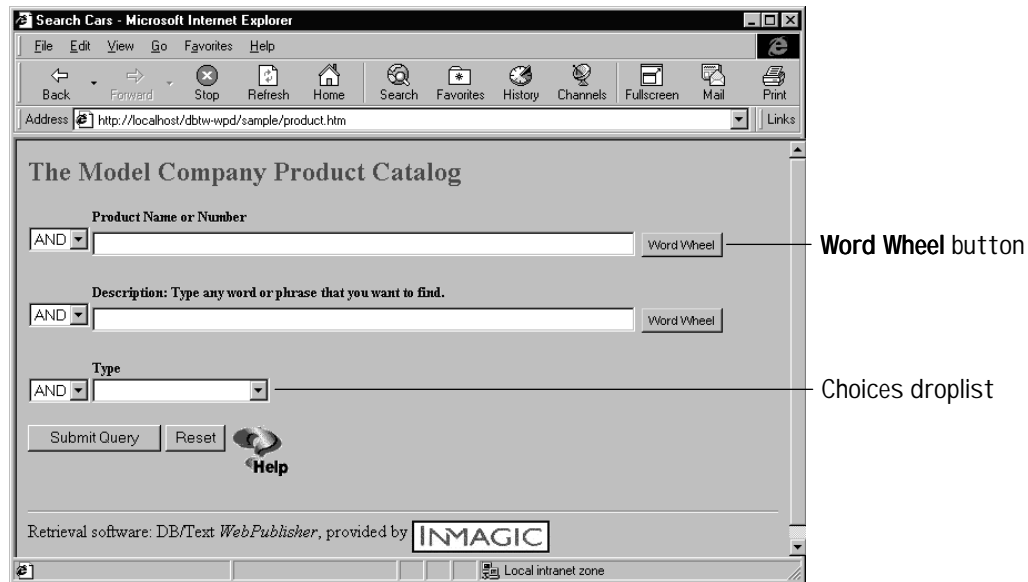 Search Cars - Microsoft Internet Explorer
File Edit View Go Favorites Help
Back Forward Stop Refresh Home Search Favorites History Channels Fullscreen Mail Print
Address http://localhost/dbtw-wpd/sample/product.htm Links
The Model Company Product Catalog
Product Name or Number
AND Word Wheel Word Wheel button
Description: Type any word or phrase that you want to find.
AND Word Wheel
Type
AND Choices droplist
Submit Query Reset
Help
Retrieval software: DB/Text WebPublisher, provided by INMAGIC
Local intranet zone